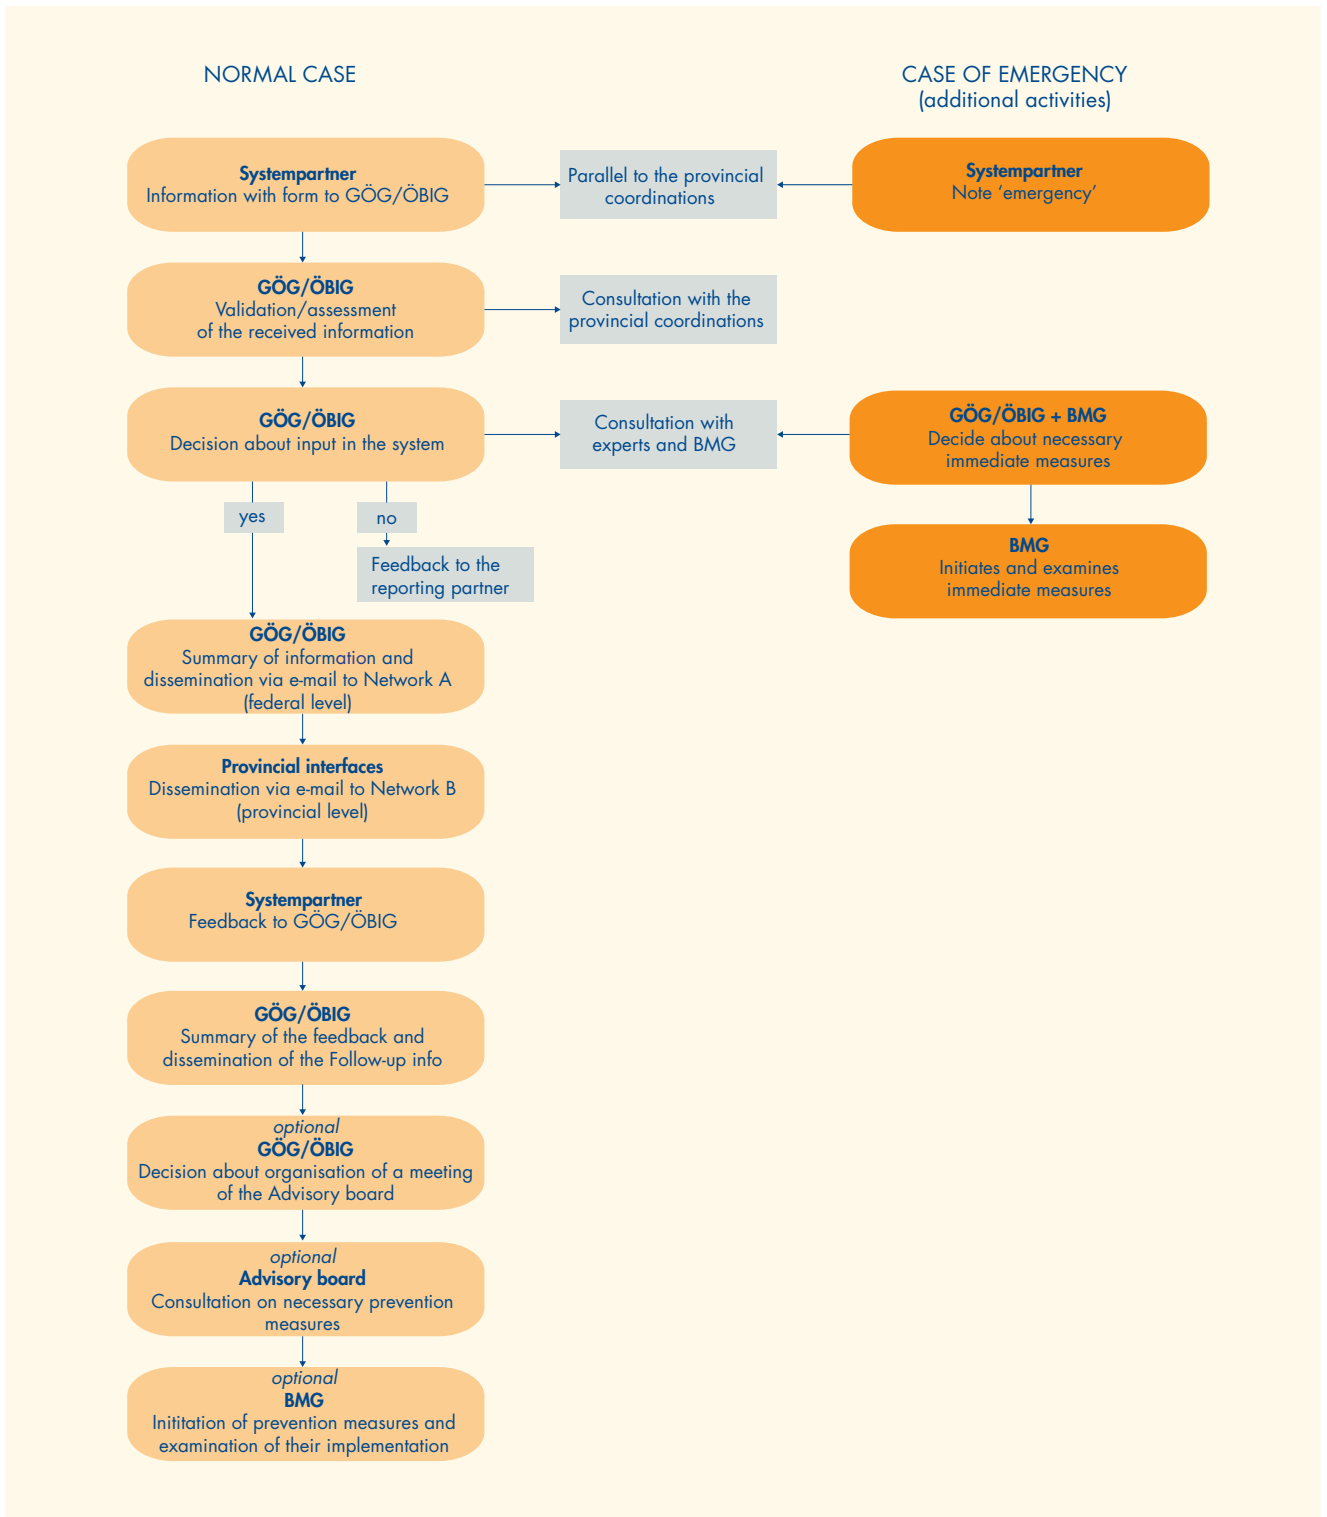 NORMAL CASE
CASE OF EMERGENCY
(additional activities)
Systempartner
Information with form to GÖG/ÖBIG
Parallel to the provincial
coordinations
Systempartner
Note ‘emergency’
GÖG/ÖBIG
Validation/assessment
of the received information
Consultation with the
provincial coordinations
GÖG/ÖBIG
Decision about input in the system
Consultation with
experts and BMG
GÖG/ÖBIG + BMG
Decide about necessary
immediate measures
yes
no
Feedback to the
reporting partner
BMG
Initiates and examines
immediate measures
GÖG/ÖBIG
Summary of information and
dissemination via e-mail to Network A
(federal level)
Provincial interfaces
Dissemination via e-mail to Network B
(provincial level)
Systempartner
Feedback to GÖG/ÖBIG
GÖG/ÖBIG
Summary of the feedback and
dissemination of the Follow-up info
optional
GÖG/ÖBIG
Decision about organisation of a meeting
of the Advisory board
optional
Advisory board
Consultation on necessary prevention
measures
optional
BMG
Inititation of prevention measures and
examination of their implementation